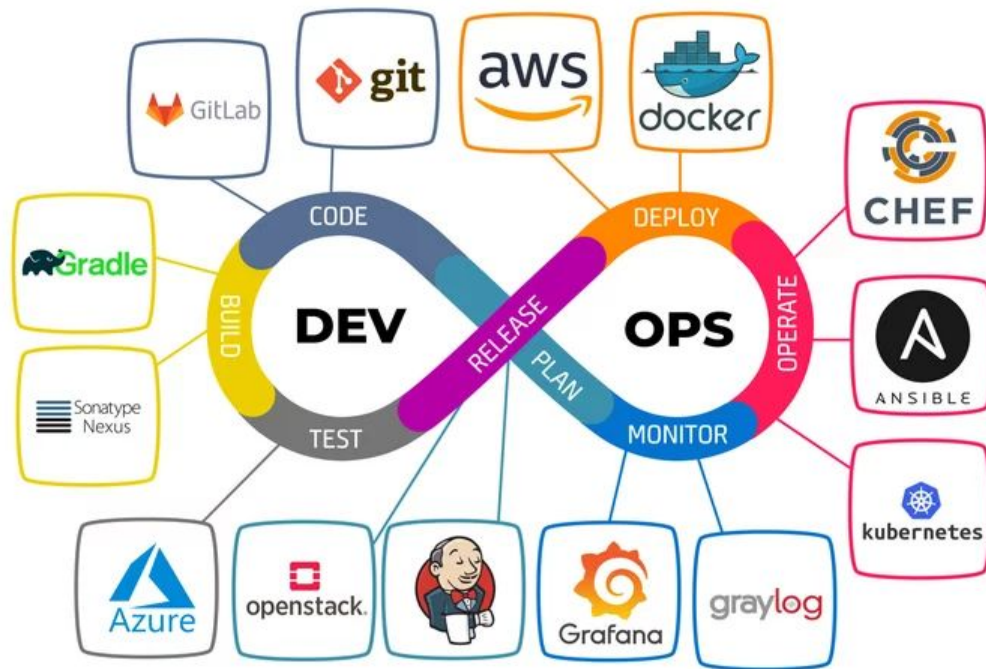 GitLab
git
aws
docker
CHEF
Gradle
CODE
DEPLOY
BUILD
DEV
RELEASE
PLAN
OPS
OPERATE
ANSIBLE
Sonatype
Nexus
TEST
MONITOR
kubernetes
Azure
openstack.
Grafana
graylog